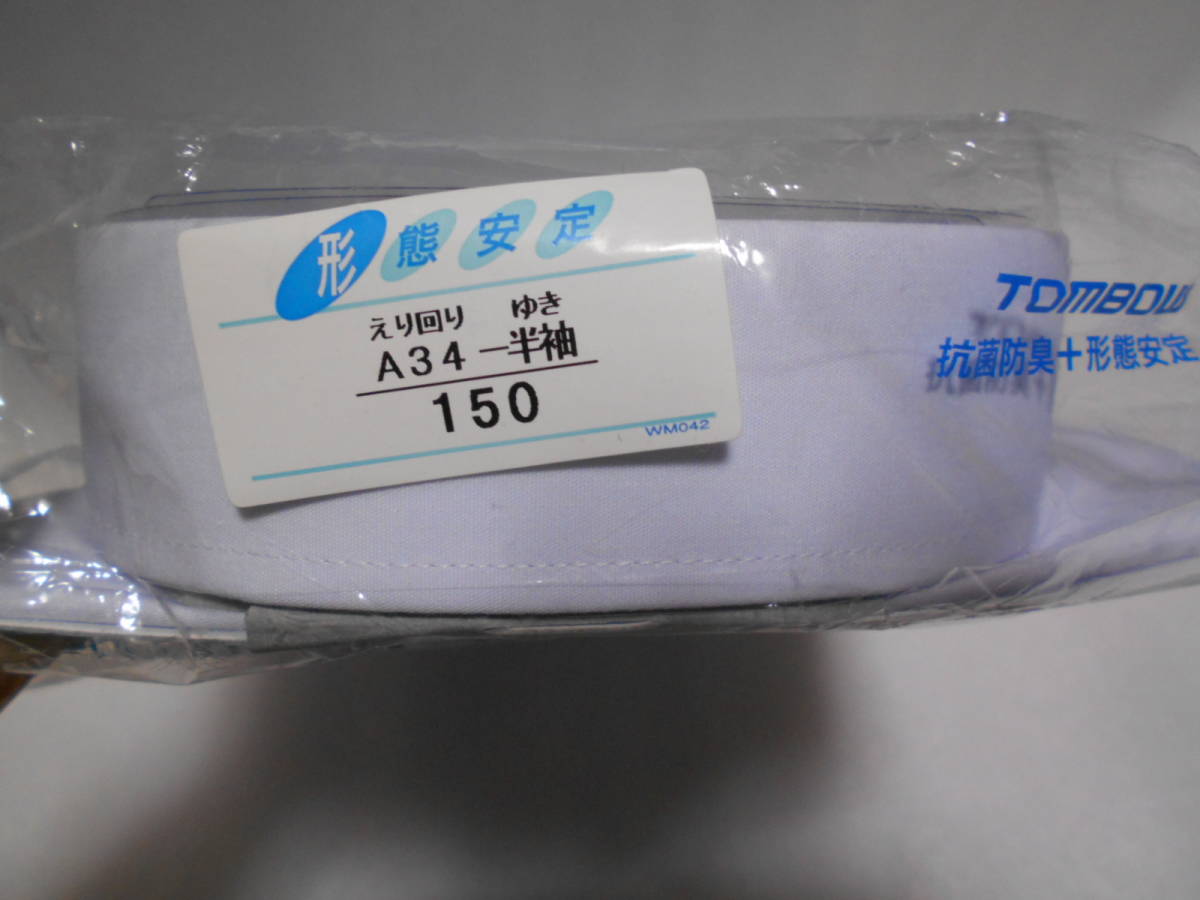 形態安定
えり回り ゆき
A34-半袖
150
WM042
TOMBOW
抗菌防臭+形態安定